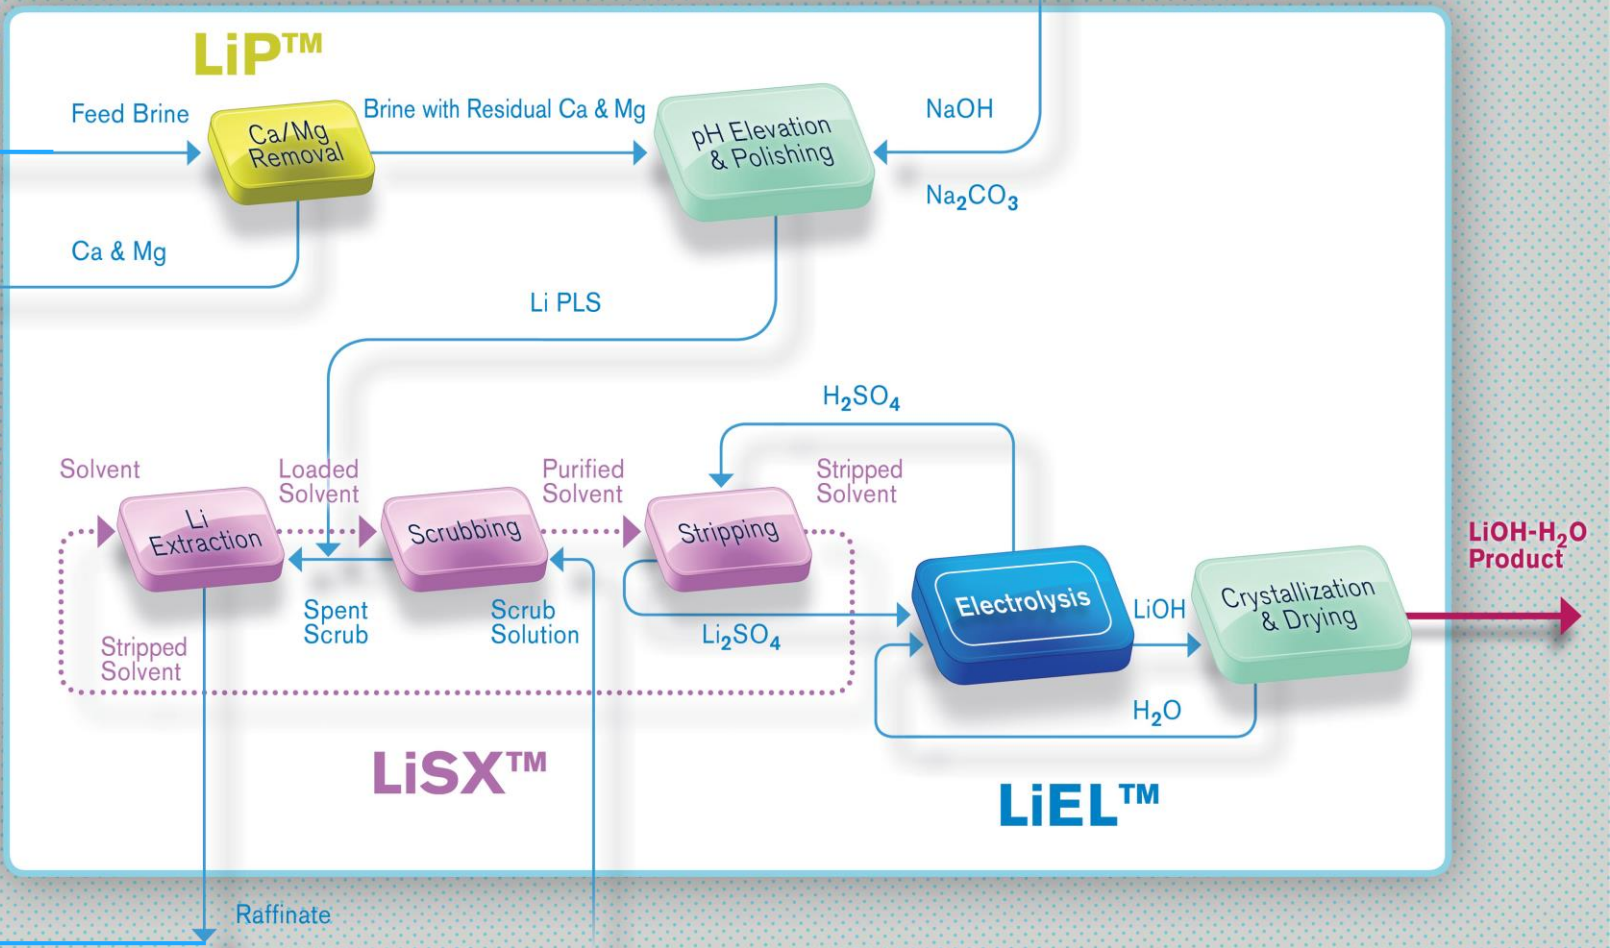 LiP™
Feed Brine
Ca/Mg
Removal
Brine with Residual Ca & Mg
pH Elevation
& Polishing
NaOH
Na₂CO₃
Ca & Mg
Li PLS
H₂SO₄
Solvent
Li
Extraction
Loaded
Solvent
Scrubbing
Purified
Solvent
Stripping
Stripped
Solvent
Spent
Scrub
Scrub
Solution
Li₂SO₄
Stripped
Solvent
Electrolysis
LiOH
Crystallization
& Drying
LiOH-H₂O
Product
H₂O
LiSX™
LiEL™
Raffinate